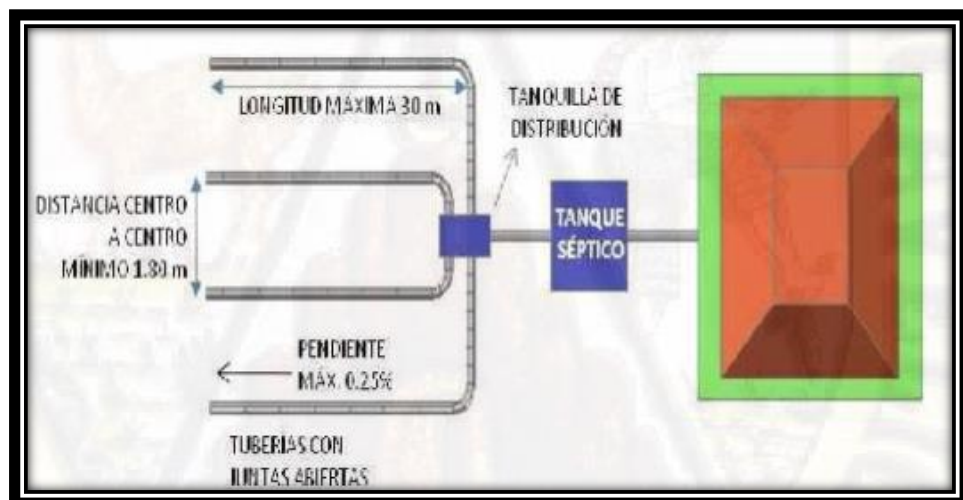 LONGITUD MÁXIMA 30 m
TANQUILLA DE
DISTRIBUCIÓN
DISTANCIA CENTRO
A CENTRO
MÍNIMO 1.80 m
TANQUE
SÉPTICO
PENDIENTE
MÁX. 0.25%
TUBERÍAS CON
JUNTAS ABIERTAS